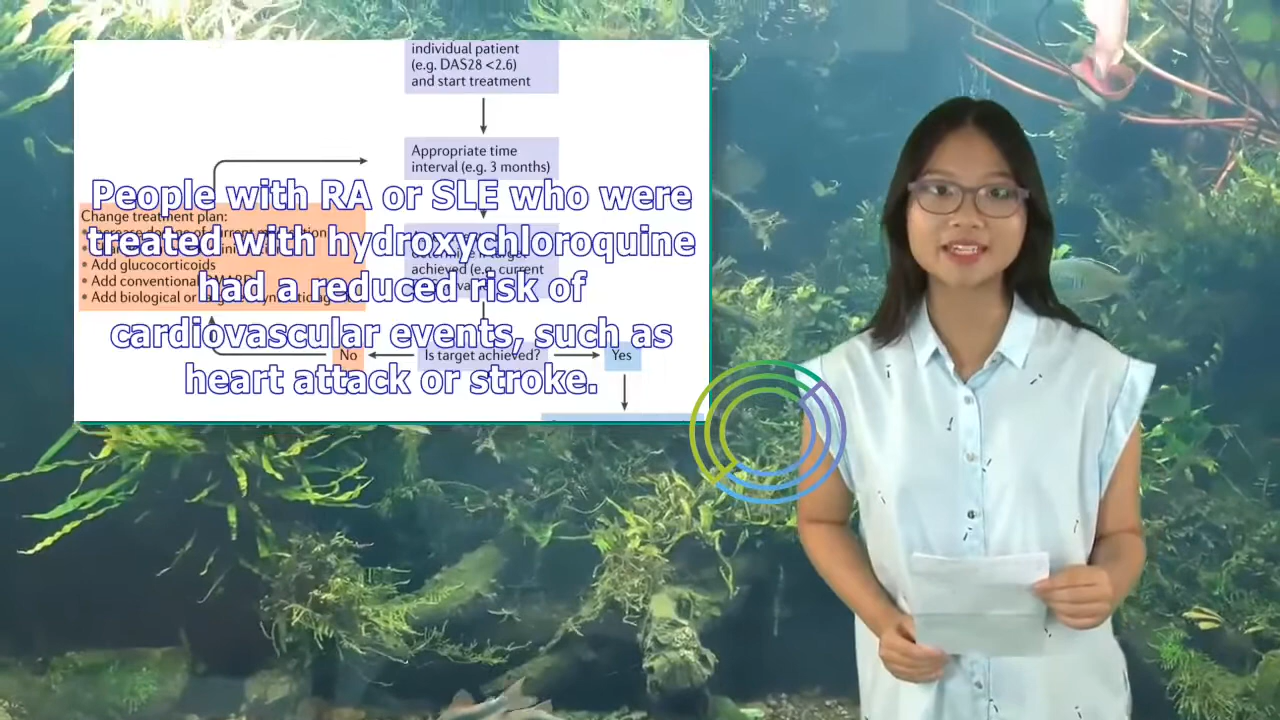 individual patient
(e.g. DAS28 <2.6)
and start treatment
Appropriate time
interval (e.g. 3 months)
People with RA or SLE who were
treated with hydroxychloroquine
had a reduced risk of
cardiovascular events, such as
heart attack or stroke.
Change treatment plan:
• Add glucocorticoids
• Add conventional
• Add biological or
achieved (e.g. current
No
Is target achieved?
Yes